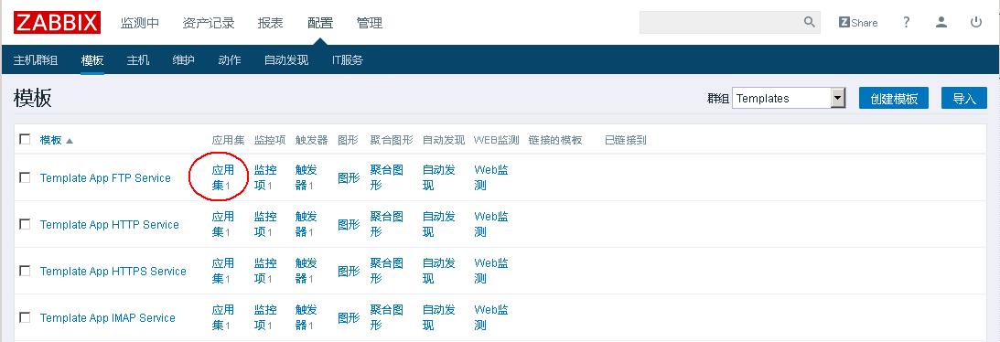 ZABBIX 监测中 资产记录 报表 配置 管理 Z Share ?
主机群组 模板 主机 维护 动作 自动发现 IT服务
模板 群组 Templates 创建模板 导入
模板 应用集 监控项 触发器 图形 聚合图形 自动发现 WEB监测 链接的模板 已链接到
Template App FTP Service 应用集1 监控项1 触发器1 图形 聚合图形 自动发现 Web监测
Template App HTTP Service 应用集1 监控项1 触发器1 图形 聚合图形 自动发现 Web监测
Template App HTTPS Service 应用集1 监控项1 触发器1 图形 聚合图形 自动发现 Web监测
Template App IMAP Service 应用集1 监控项1 触发器1 图形 聚合图形 自动发现 Web监测